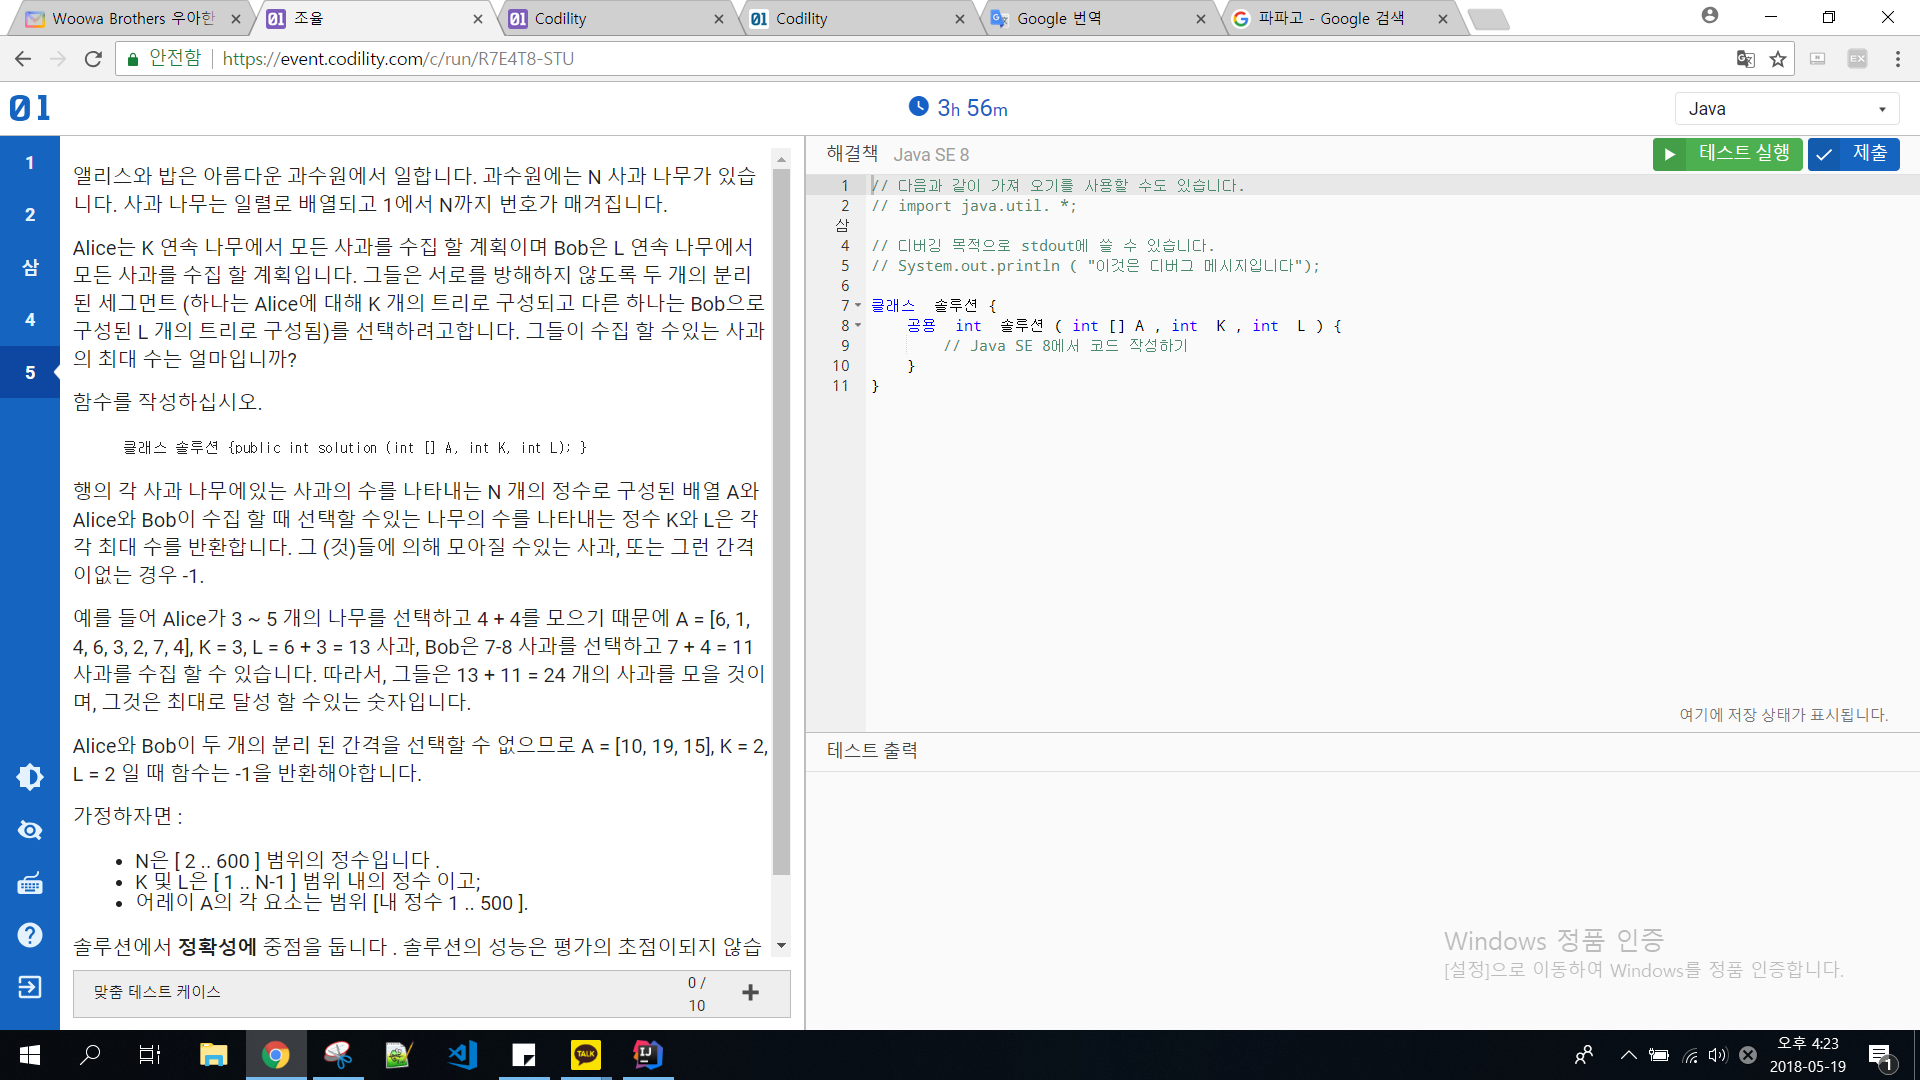 Woowa Brothers 우아한
조율
Codility
Codility
Google 번역
파파고 - Google 검색
안전함
https://event.codility.com/c/run/R7E4T8-STU
01
3h 56m
Java
1
2
삼
4
5
앨리스와 밥은 아름다운 과수원에서 일합니다. 과수원에는 N 사과 나무가 있습
니다. 사과 나무는 일렬로 배열되고 1에서 N까지 번호가 매겨집니다.
Alice는 K 연속 나무에서 모든 사과를 수집 할 계획이며 Bob은 L 연속 나무에서
모든 사과를 수집 할 계획입니다. 그들은 서로를 방해하지 않도록 두 개의 분리
된 세그먼트 (하나는 Alice에 대해 K 개의 트리로 구성되고 다른 하나는 Bob으로
구성된 L 개의 트리로 구성됨)를 선택하려고합니다. 그들이 수집 할 수있는 사과
의 최대 수는 얼마입니까?
함수를 작성하십시오.
클래스 솔루션 {public int solution (int [] A, int K, int L); }
행의 각 사과 나무에있는 사과의 수를 나타내는 N 개의 정수로 구성된 배열 A와
Alice와 Bob이 수집 할 때 선택할 수있는 나무의 수를 나타내는 정수 K와 L은 각
각 최대 수를 반환합니다. 그 (것)들에 의해 모아질 수있는 사과, 또는 그런 간격
이없는 경우 -1.
예를 들어 Alice가 3 ~ 5 개의 나무를 선택하고 4 + 4를 모으기 때문에 A = [6, 1,
4, 6, 3, 2, 7, 4], K = 3, L = 6 + 3 = 13 사과, Bob은 7-8 사과를 선택하고 7 + 4 = 11
사과를 수집 할 수 있습니다. 따라서, 그들은 13 + 11 = 24 개의 사과를 모을 것이
며, 그것은 최대로 달성 할 수있는 숫자입니다.
Alice와 Bob이 두 개의 분리 된 간격을 선택할 수 없으므로 A = [10, 19, 15], K = 2,
L = 2 일 때 함수는 -1을 반환해야합니다.
가정하자면 :
• N은 [ 2 .. 600 ] 범위의 정수입니다 .
• K 및 L은 [ 1 .. N-1 ] 범위 내의 정수 이고;
• 어레이 A의 각 요소는 범위 [내 정수 1 .. 500 ].
솔루션에서 정확성에 중점을 둡니다 . 솔루션의 성능은 평가의 초점이되지 않습
맞춤 테스트 케이스
0 /
10
해결책 Java SE 8
테스트 실행
제출
1 // 다음과 같이 가져 오기를 사용할 수도 있습니다.
2 // import java.util. *;
삼
4 // 디버깅 목적으로 stdout에 쓸 수 있습니다.
5 // System.out.println ( "이것은 디버그 메시지입니다");
6
7 클래스 솔루션 {
8 공용 int 솔루션 ( int [] A , int K , int L ) {
9 // Java SE 8에서 코드 작성하기
10 }
11 }
여기에 저장 상태가 표시됩니다.
테스트 출력
Windows 정품 인증
[설정]으로 이동하여 Windows를 정품 인증합니다.
TALK
IJ
오후 4:23
2018-05-19
1